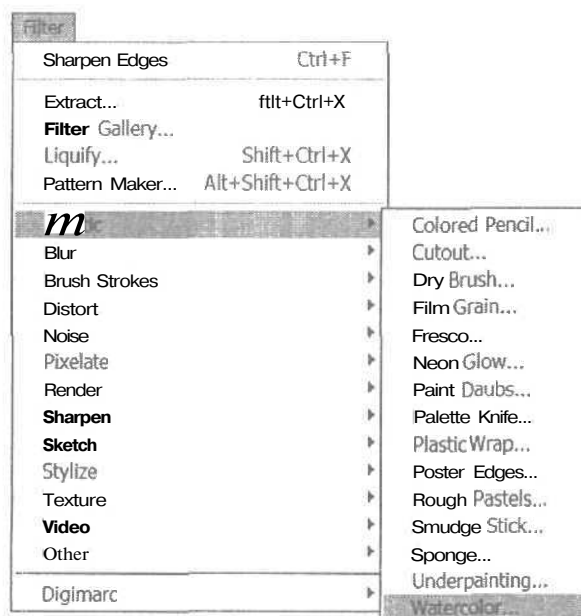 Filter
Sharpen Edges Ctrl+F
Extract... ftlt+Ctrl+X
Filter Gallery...
Liquify... Shift+Ctrl+X
Pattern Maker... Alt+Shift+Ctrl+X
m ic
Blur
Brush Strokes
Distort
Noise
Pixelate
Render
Sharpen
Sketch
Stylize
Texture
Video
Other
Digimarc
Colored Pencil...
Cutout...
Dry Brush...
Film Grain...
Fresco...
Neon Glow...
Paint Daubs...
Palette Knife...
Plastic Wrap...
Poster Edges...
Rough Pastels...
Smudge Stick...
Sponge...
Underpainting...
Watercolor...